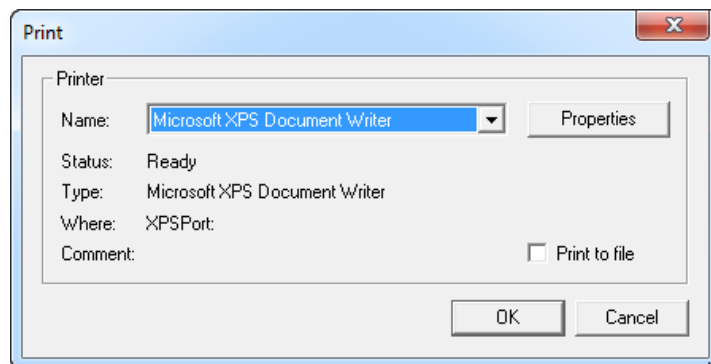 Print
Printer
Name: Microsoft XPS Document Writer Properties
Status: Ready
Type: Microsoft XPS Document Writer
Where: XPSPort:
Comment: Print to file
OK Cancel